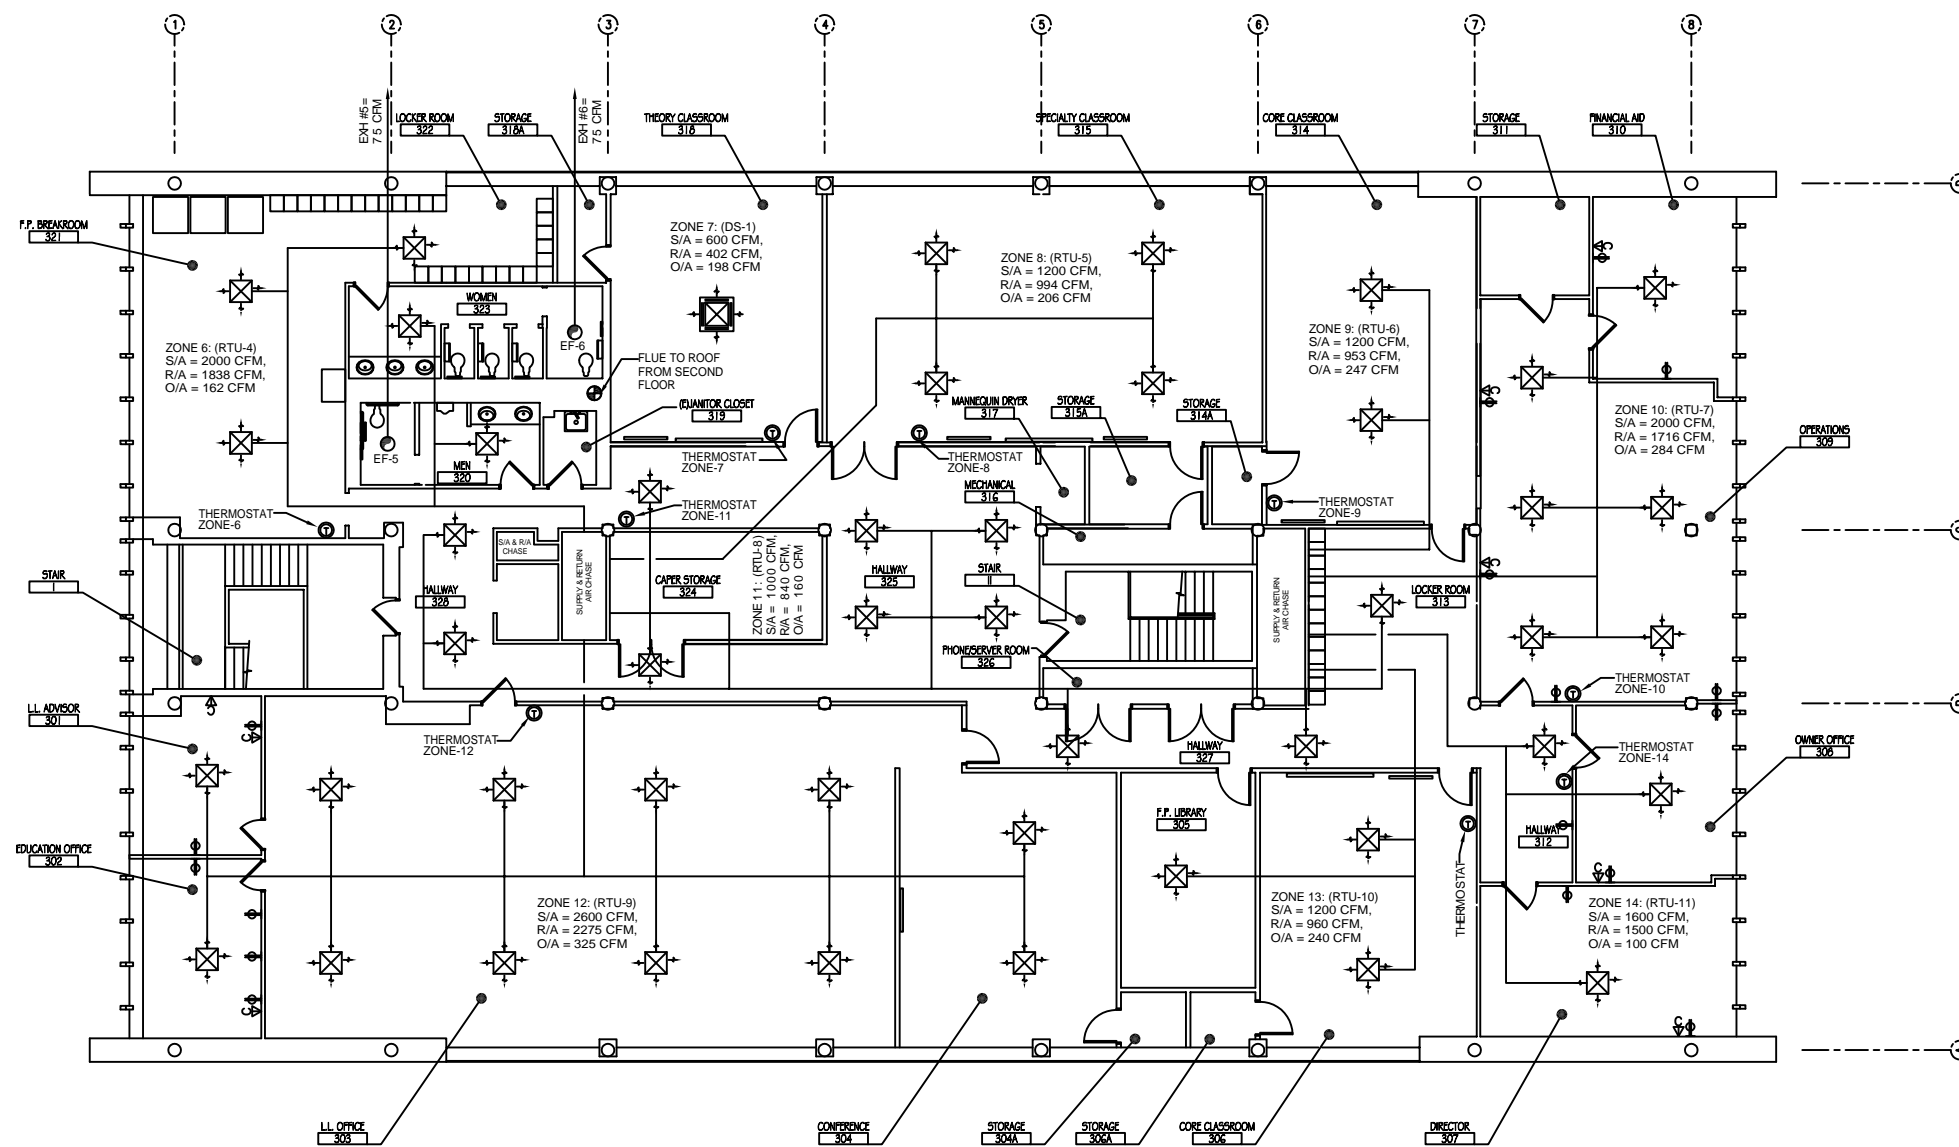 1
2
3
4
5
6
7
8
EXH #5=
75 CFM
EXH #6=
75 CFM
LOCKER ROOM
322
STORAGE
318A
THEORY CLASSROOM
318
SPECIALTY CLASSROOM
315
CORE CLASSROOM
314
STORAGE
311
FINANCIAL AID
310
F.P. BREAKROOM
321
ZONE 7: (DS-1)
S/A = 600 CFM,
R/A = 402 CFM,
O/A = 198 CFM
ZONE 8: (RTU-5)
S/A = 1200 CFM,
R/A = 994 CFM,
O/A = 206 CFM
WOMEN
323
EF-6
ZONE 9: (RTU-6)
S/A = 1200 CFM,
R/A = 953 CFM,
O/A = 247 CFM
ZONE 6: (RTU-4)
S/A = 2000 CFM,
R/A = 1838 CFM,
O/A = 162 CFM
FLUE TO ROOF
FROM SECOND
FLOOR
(E)JANITOR CLOSET
319
MANNEQUIN DRYER
317
STORAGE
315A
STORAGE
314A
ZONE 10: (RTU-7)
S/A = 2000 CFM,
R/A = 1716 CFM,
O/A = 284 CFM
OPERATIONS
309
EF-5
MEN
320
THERMOSTAT
ZONE-7
THERMOSTAT
ZONE-8
MECHANICAL
316
THERMOSTAT
ZONE-6
THERMOSTAT
ZONE-11
THERMOSTAT
ZONE-9
S/A & R/A
CHASE
SUPPLY & RETURN
AIR CHASE
CAPER STORAGE
324
ZONE 11: (RTU-8)
S/A = 1000 CFM,
R/A = 840 CFM,
O/A = 160 CFM
HALLWAY
325
STAIR
II
SUPPLY & RETURN
AIR CHASE
LOCKER ROOM
313
STAIR
I
HALLWAY
328
PHONE/SERVER ROOM
326
THERMOSTAT
ZONE-10
L.L. ADVISOR
301
THERMOSTAT
ZONE-12
HALLWAY
327
THERMOSTAT
ZONE-14
OWNER OFFICE
308
F.P. LIBRARY
305
HALLWAY
312
EDUCATION OFFICE
302
THERMOSTAT
ZONE 12: (RTU-9)
S/A = 2600 CFM,
R/A = 2275 CFM,
O/A = 325 CFM
ZONE 13: (RTU-10)
S/A = 1200 CFM,
R/A = 960 CFM,
O/A = 240 CFM
ZONE 14: (RTU-11)
S/A = 1600 CFM,
R/A = 1500 CFM,
O/A = 100 CFM
L.L. OFFICE
303
CONFERENCE
304
STORAGE
304A
STORAGE
306A
CORE CLASSROOM
306
DIRECTOR
307